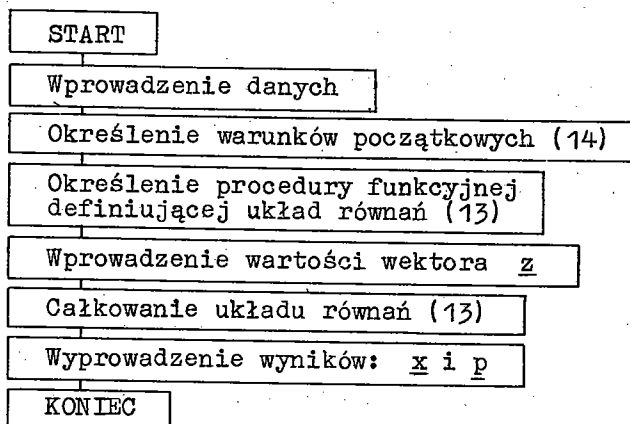 START
Wprowadzenie danych
Określenie warunków początkowych (14)
Określenie procedury funkcyjnej
definiującej układ równań (13)
Wprowadzenie wartości wektora z
Całkowanie układu równań (13)
Wyprowadzenie wyników: x i p
KONIEC